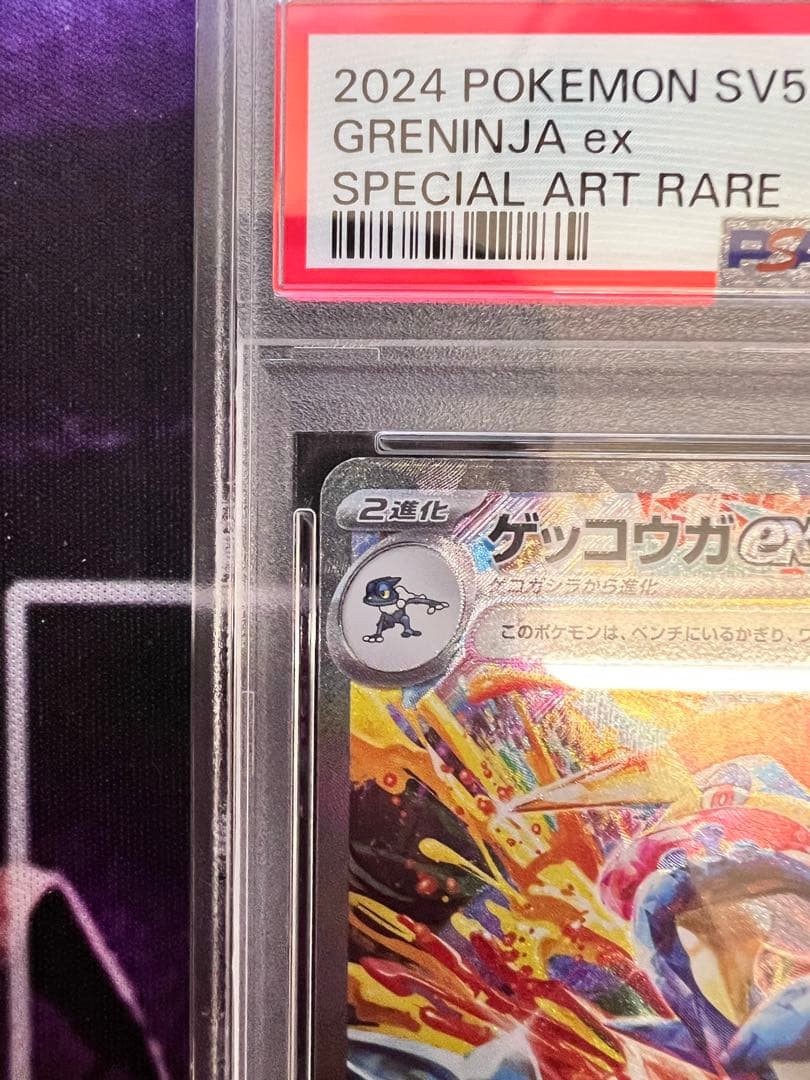 2024 POKEMON SV5
GRENINJA ex
SPECIAL ART RARE
PSA
2進化
ゲッコウガex
ゲコガシラから進化
このポケモンは、ベンチにいるかぎり、ワ